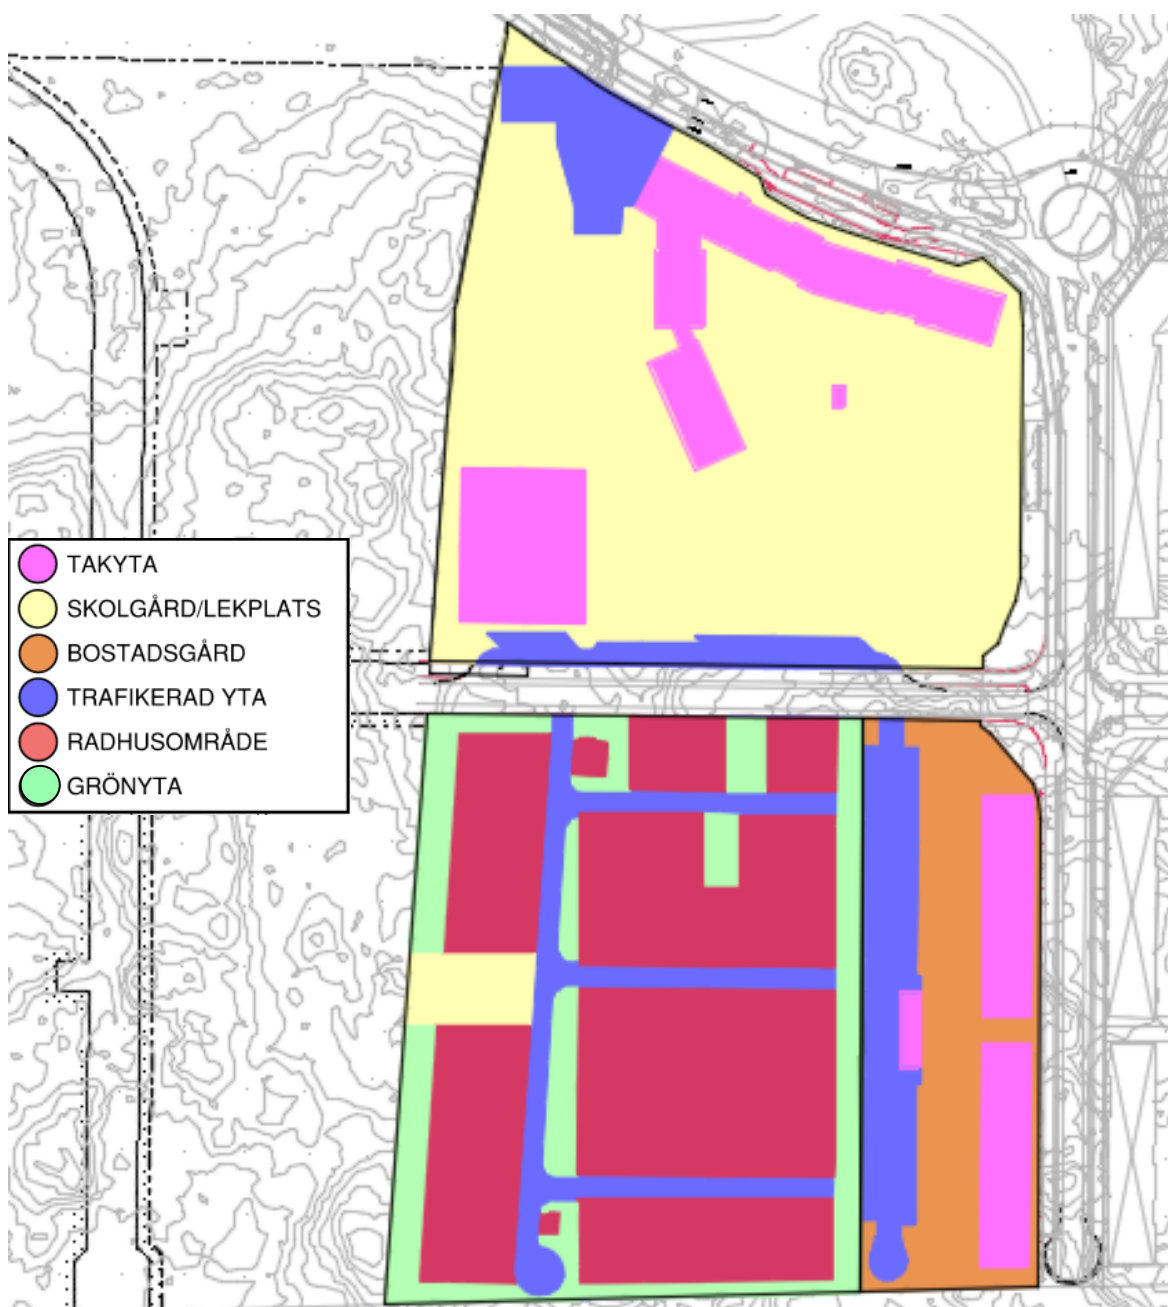 TAKYTA
SKOLGÅRD/LEKPLATS
BOSTADSGÅRD
TRAFIKERAD YTA
RADHUSOMRÅDE
GRÖNYTA